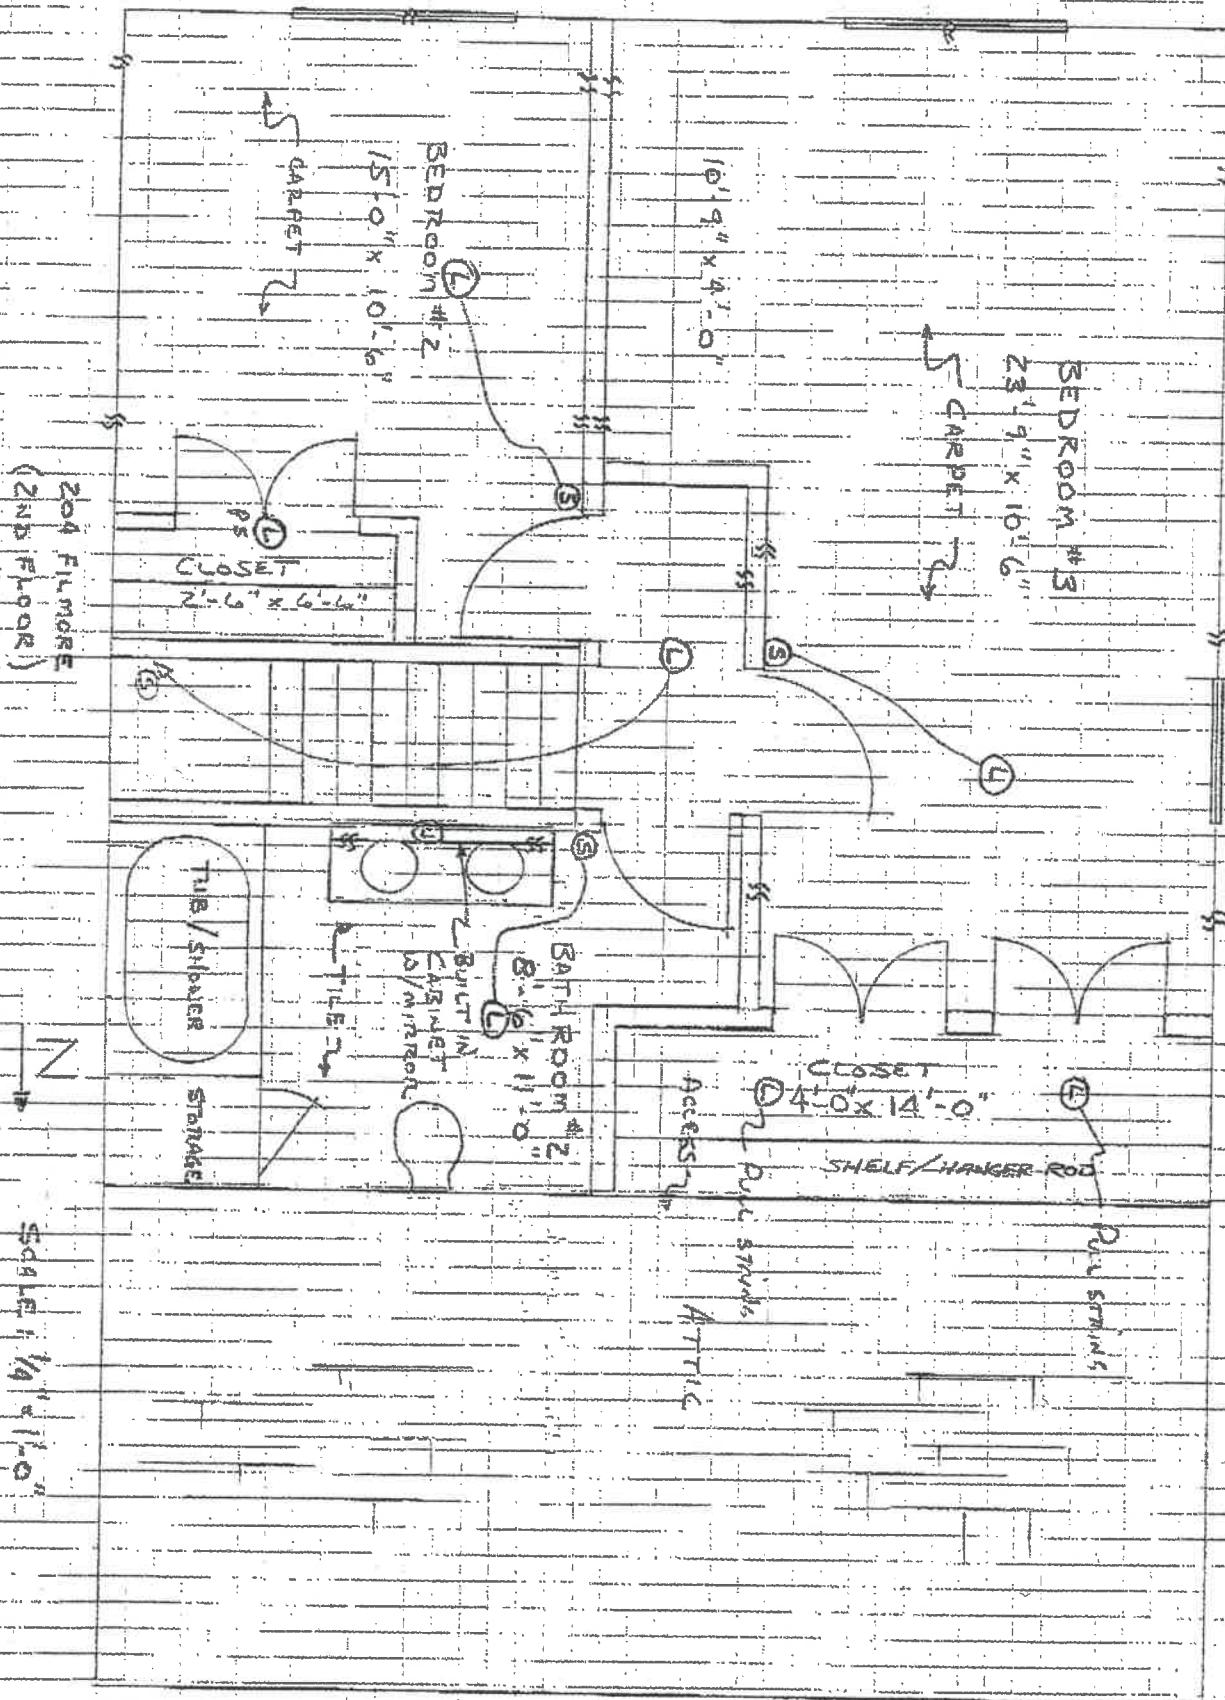 BEDROOM #3
23'-9" x 10'-6"
CARPET
10'-9" x 4'-0"
BEDROOM #2
15'-0" x 10'-6"
CARPET
L
S
L
S
L
PS
CLOSET
2'-6" x 6'-6"
L
S
S
L
L
CLOSET
4'-0" x 14'-0"
L
L
SHELF/HANGER ROD
PULL STRING
PULL STRING
ACCESS
ATTIC
BATHROOM #2
8'-6" x 11'-0"
BUILT IN
CABINET
W/MIRROR
TILE
TUB/SHOWER
STORAGE
204 FILMORE
(2ND FLOOR)
N
SCALE: 1/4" = 1'-0"